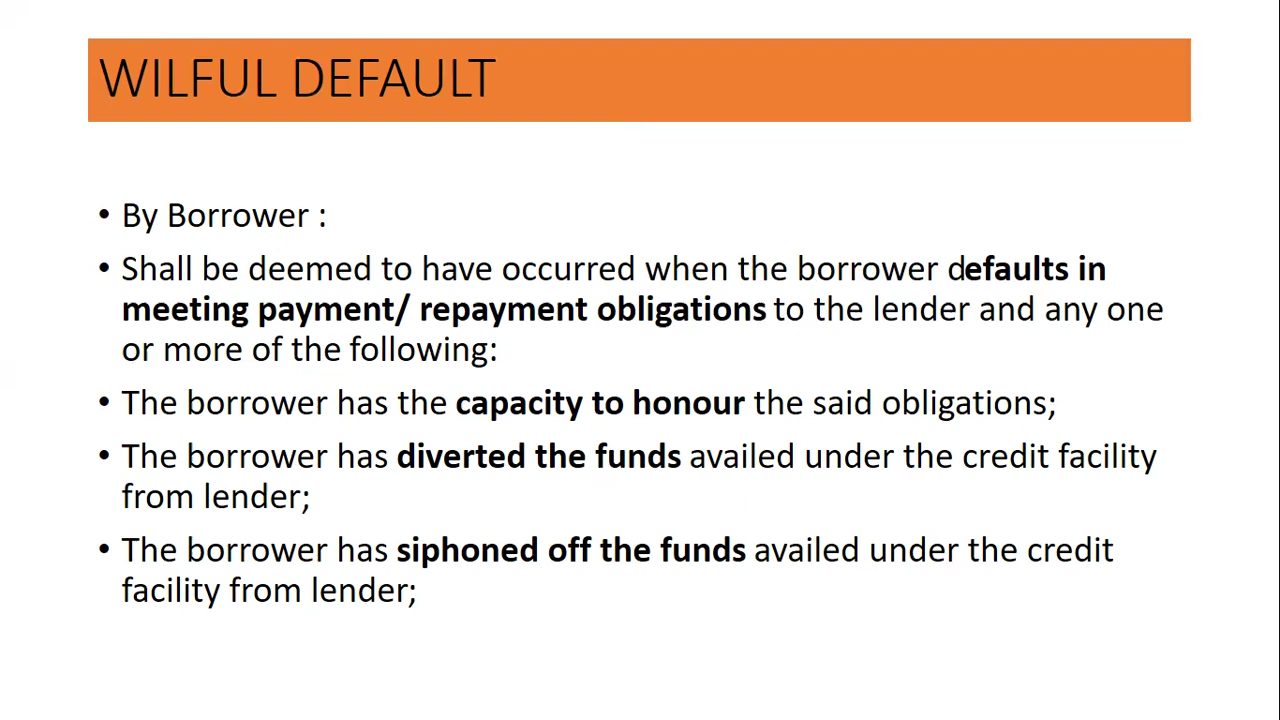 WILFUL DEFAULT
• By Borrower :
• Shall be deemed to have occurred when the borrower defaults in
meeting payment/ repayment obligations to the lender and any one
or more of the following:
• The borrower has the capacity to honour the said obligations;
• The borrower has diverted the funds availed under the credit facility
from lender;
• The borrower has siphoned off the funds availed under the credit
facility from lender;